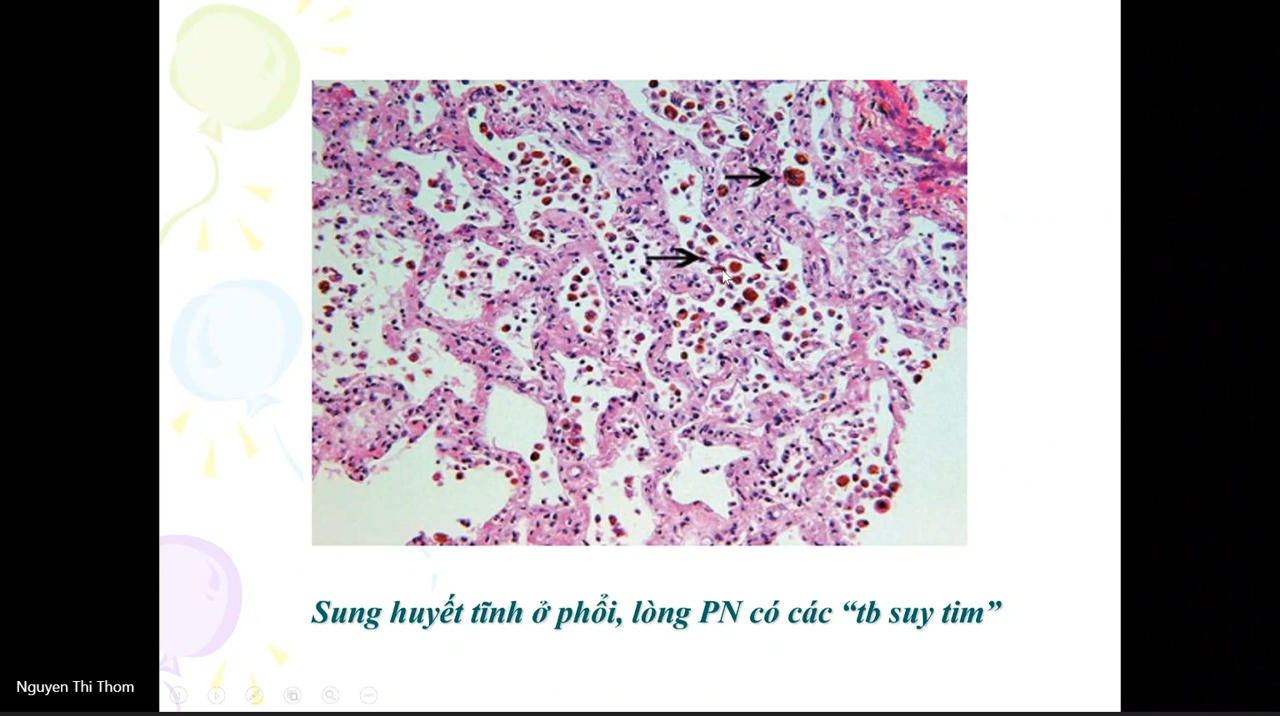 Sung huyết tĩnh ở phổi, lòng PN có các “tb suy tim”
Nguyen Thi Thom